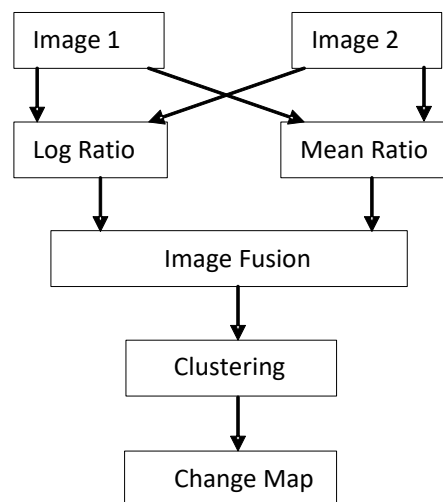 Image 1
Image 2
Log Ratio
Mean Ratio
Image Fusion
Clustering
Change Map